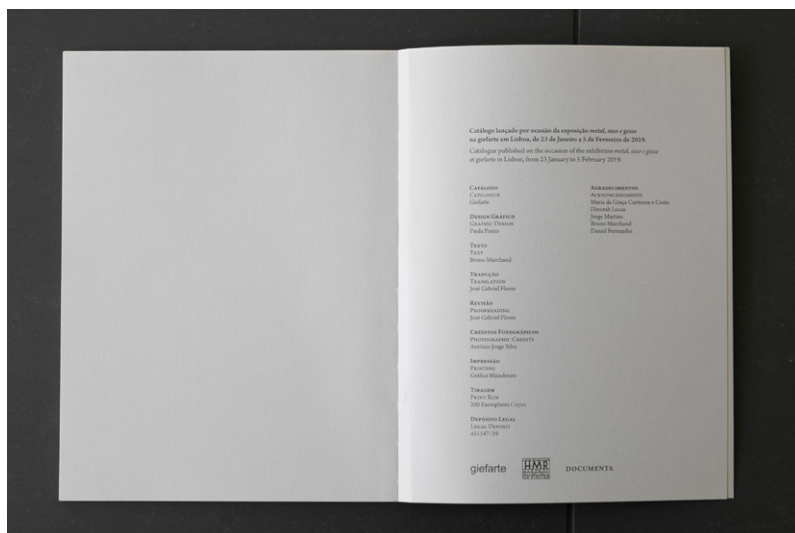 Catálogo lançado por ocasião da exposição metal, osso e gesso
na giefarte em Lisboa, de 23 de Janeiro a 5 de Fevereiro de 2019.
Catalogue published on the occasion of the exhibition metal, osso e gesso
at giefarte in Lisbon, from 23 January to 5 February 2019.
Catálogo
Catalogue
Giefarte
Design Gráfico
Graphic Design
Paula Prates
Texto
Text
Bruno Marchand
Tradução
Translation
José Gabriel Flores
Revisão
Proofreading
José Gabriel Flores
Créditos Fotográficos
Photographic Credits
António Jorge Silva
Impressão
Printing
Gráfica Maiadouro
Tiragem
Print Run
200 Exemplares Copies
Depósito Legal
Legal Deposit
451147/19
Agradecimentos
Maria da Graça Carmona e Costa
Déborah Lucas
Jorge Martins
Bruno Marchand
Daniel Fernandes
giefarte
HMR
DOCUMENTA